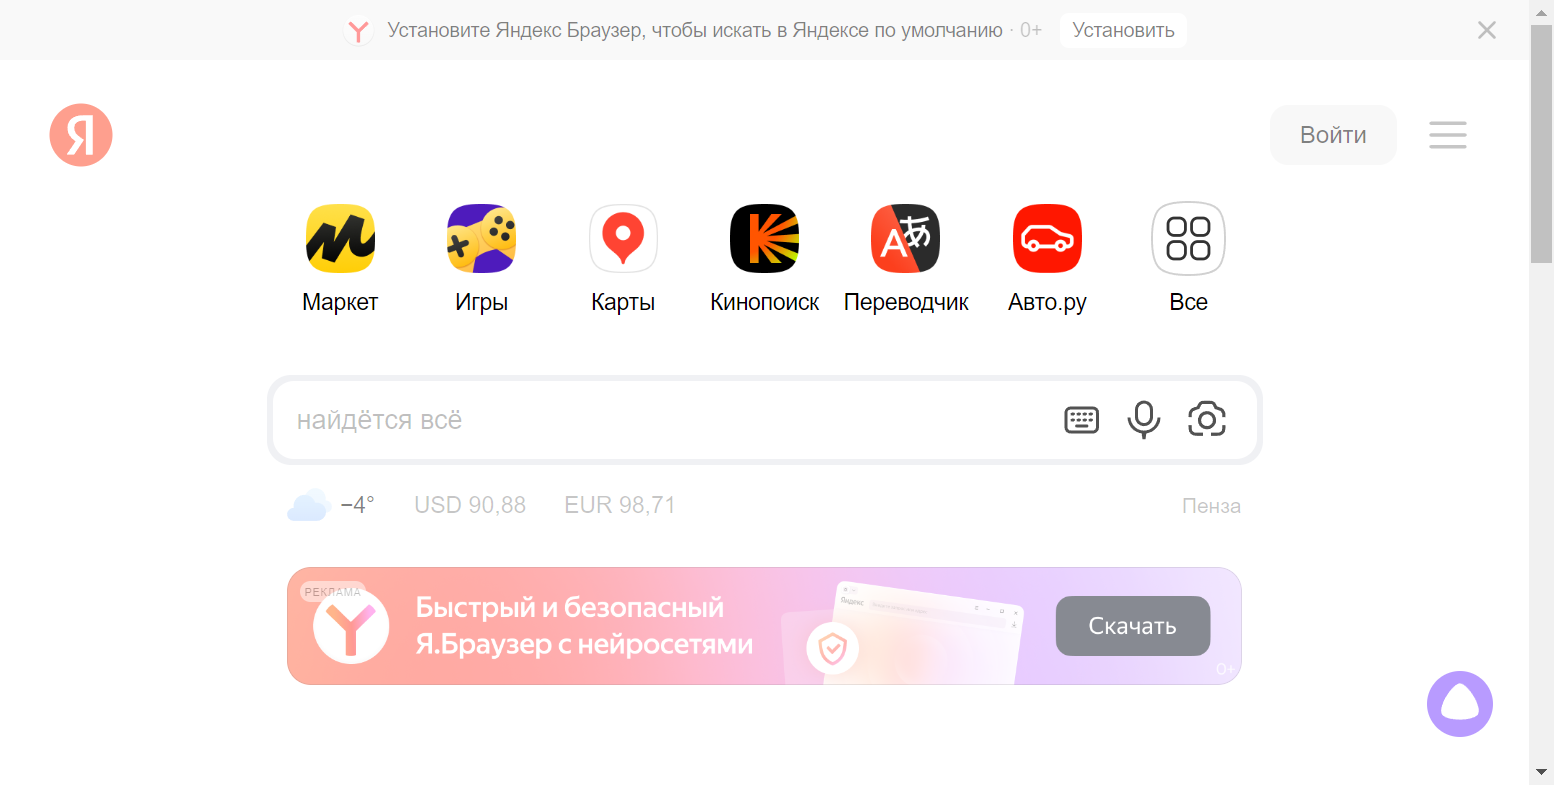 Установите Яндекс Браузер, чтобы искать в Яндексе по умолчанию · 0+ Установить
Я Войти
Маркет Игры Карты Кинопоиск Переводчик Авто.ру Все
найдётся всё
−4° USD 90,88 EUR 98,71 Пенза
РЕКЛАМА
Быстрый и безопасный
Я.Браузер с нейросетями
Яндекс
Скачать
0+